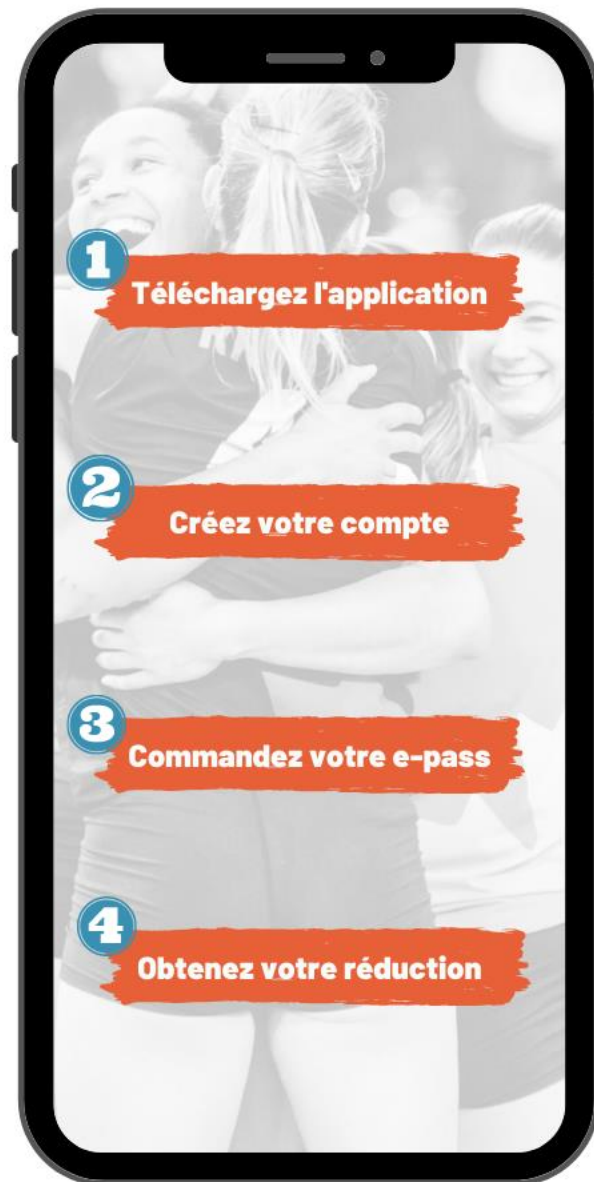 1
Téléchargez l'application
2
Créez votre compte
3
Commandez votre e-pass
4
Obtenez votre réduction